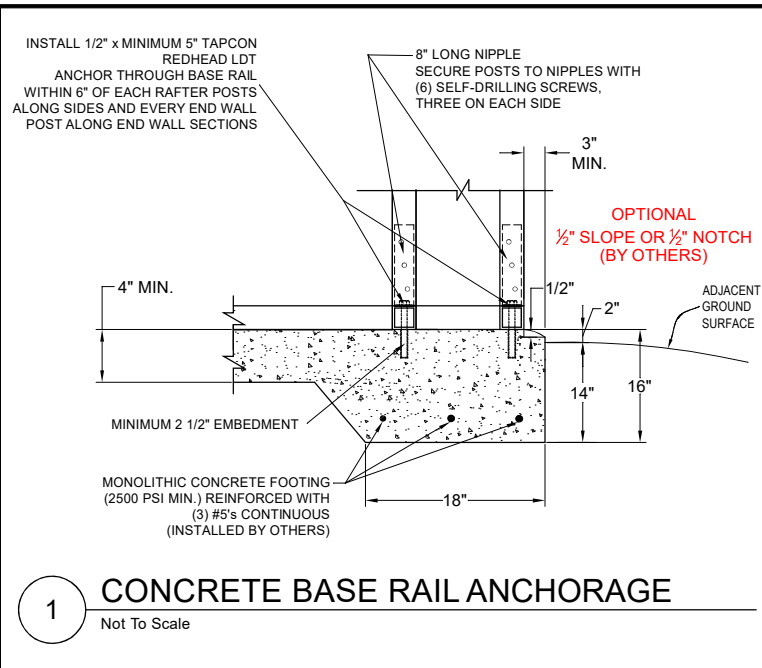 INSTALL 1/2" x MINIMUM 5" TAPCON
REDHEAD LDT
ANCHOR THROUGH BASE RAIL
WITHIN 6" OF EACH RAFTER POSTS
ALONG SIDES AND EVERY END WALL
POST ALONG END WALL SECTIONS
8" LONG NIPPLE
SECURE POSTS TO NIPPLES WITH
(6) SELF-DRILLING SCREWS,
THREE ON EACH SIDE
3"
MIN.
OPTIONAL
½" SLOPE OR ½" NOTCH
(BY OTHERS)
4" MIN.
1/2"
2"
ADJACENT
GROUND
SURFACE
14"
16"
MINIMUM 2 1/2" EMBEDMENT
MONOLITHIC CONCRETE FOOTING
(2500 PSI MIN.) REINFORCED WITH
(3) #5's CONTINUOUS
(INSTALLED BY OTHERS)
18"
1
CONCRETE BASE RAIL ANCHORAGE
Not To Scale